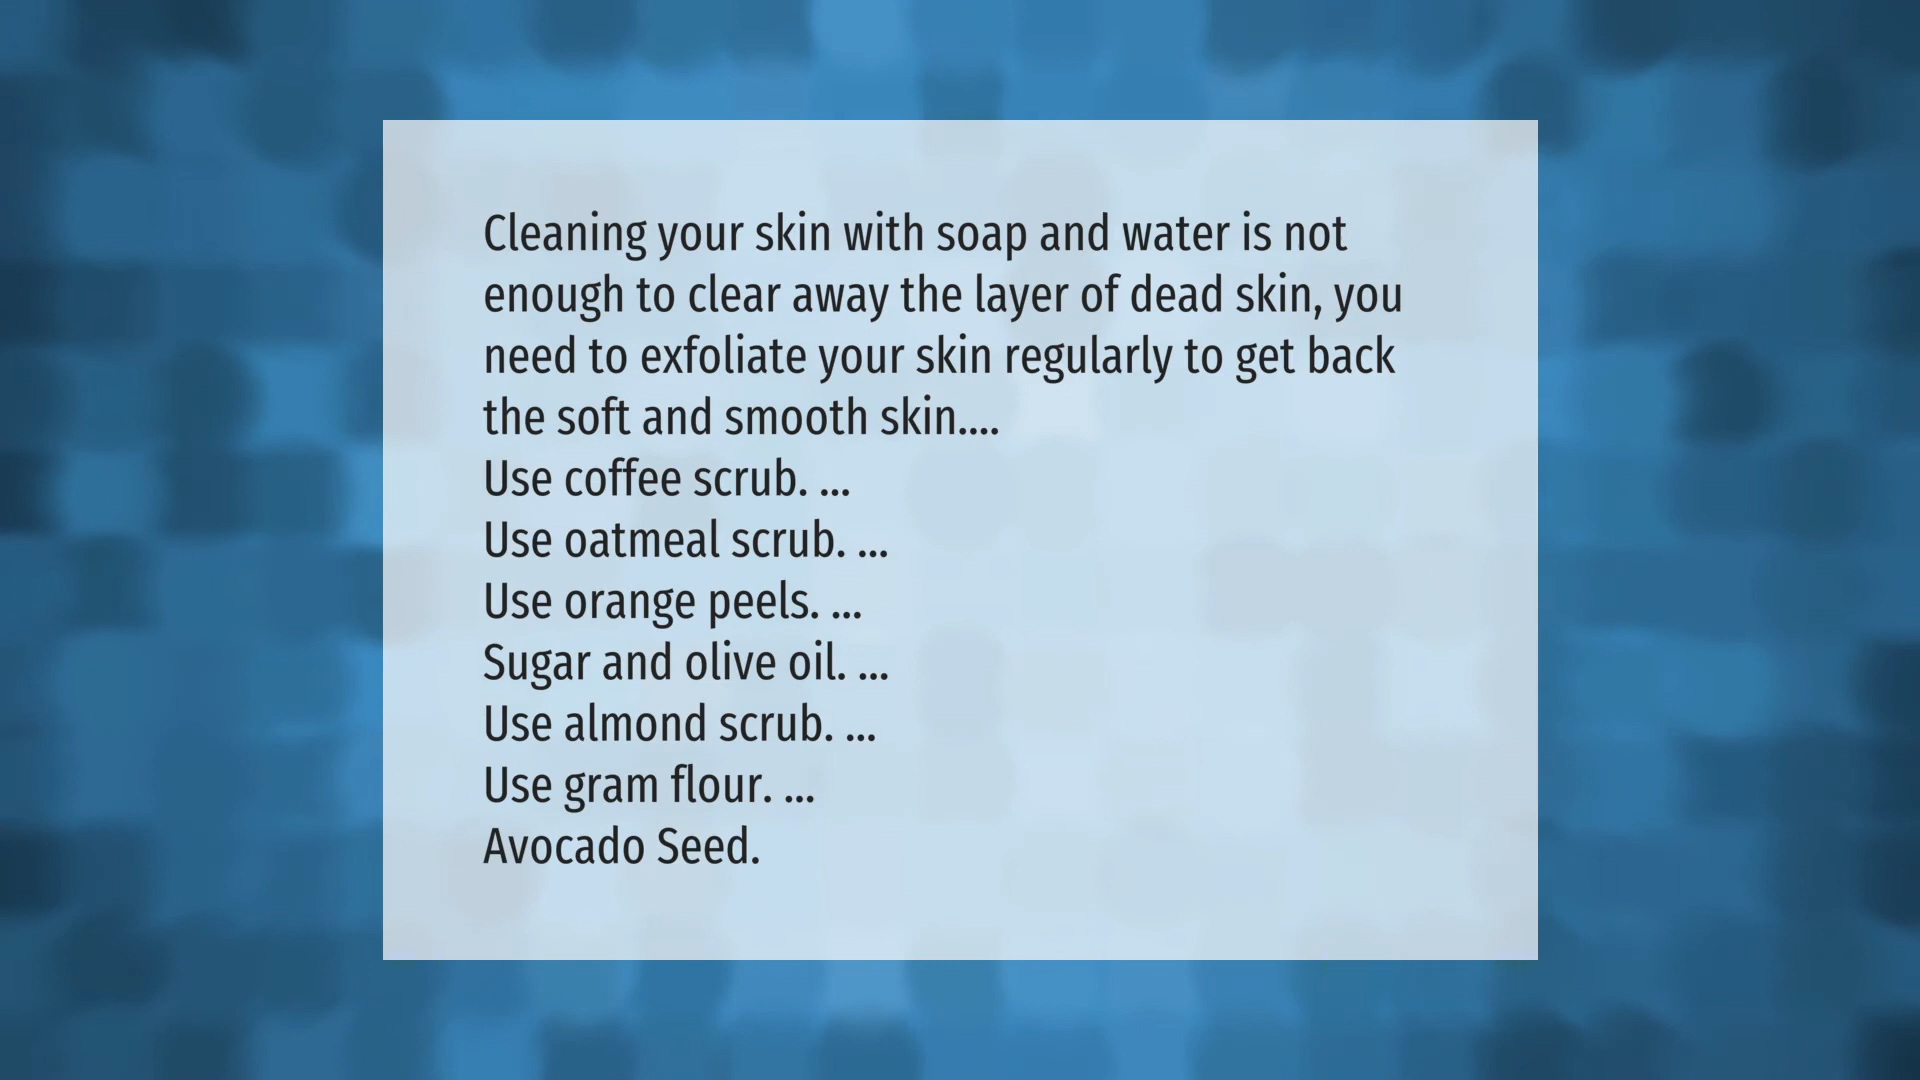 Cleaning your skin with soap and water is not
enough to clear away the layer of dead skin, you
need to exfoliate your skin regularly to get back
the soft and smooth skin....
Use coffee scrub. ...
Use oatmeal scrub. ...
Use orange peels. ...
Sugar and olive oil. ...
Use almond scrub. ...
Use gram flour. ...
Avocado Seed.